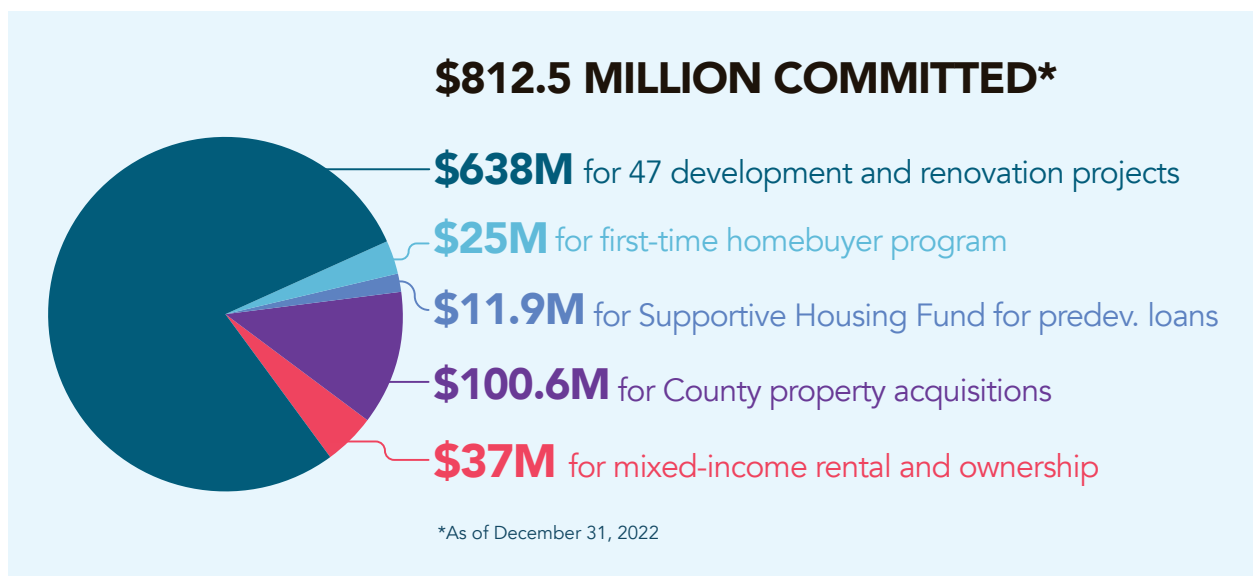 $812.5 MILLION COMMITTED*
$638M for 47 development and renovation projects
$25M for first-time homebuyer program
$11.9M for Supportive Housing Fund for predev. loans
$100.6M for County property acquisitions
$37M for mixed-income rental and ownership
*As of December 31, 2022